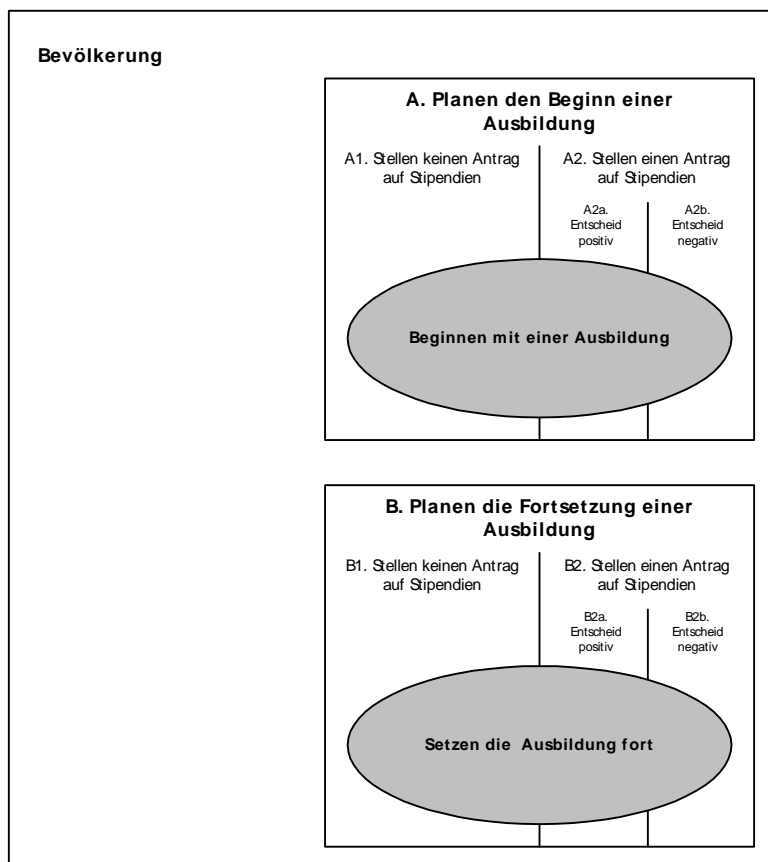 Bevölkerung
A. Planen den Beginn einer
Ausbildung
A1. Stellen keinen Antrag
auf Stipendien
A2. Stellen einen Antrag
auf Stipendien
A2a.
Entscheid
positiv
A2b.
Entscheid
negativ
Beginnen mit einer Ausbildung
B. Planen die Fortsetzung einer
Ausbildung
B1. Stellen keinen Antrag
auf Stipendien
B2. Stellen einen Antrag
auf Stipendien
B2a.
Entscheid
positiv
B2b.
Entscheid
negativ
Setzen die Ausbildung fort